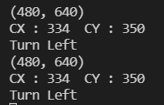 (480, 640)
CX : 334  CY : 350
Turn Left
(480, 640)
CX : 334  CY : 350
Turn Left